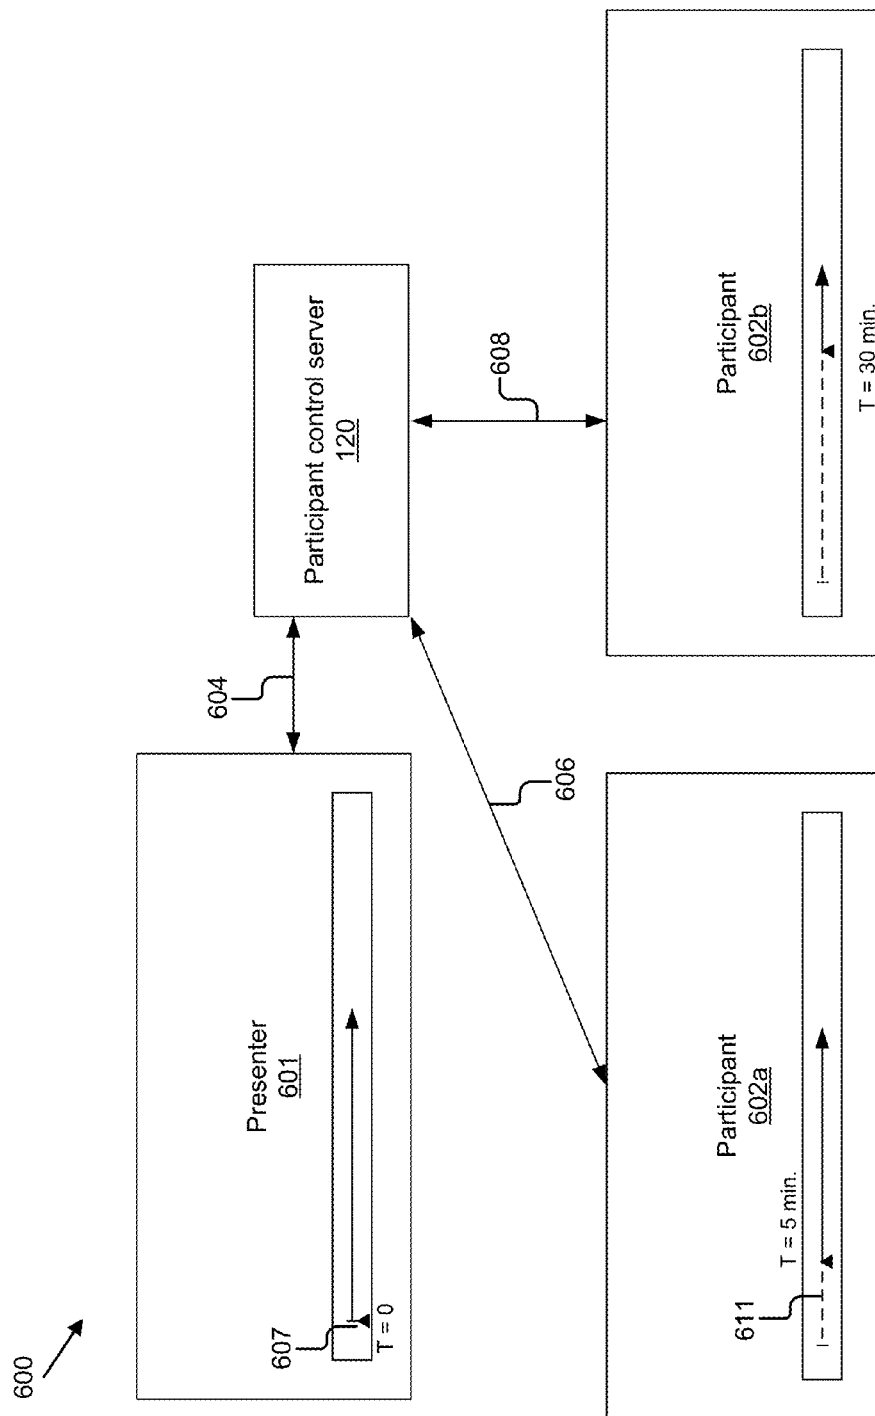 600
Presenter
601
607
T = 0
604
Participant control server
120
606
608
Participant
602a
T = 5 min.
611
Participant
602b
T = 30 min.